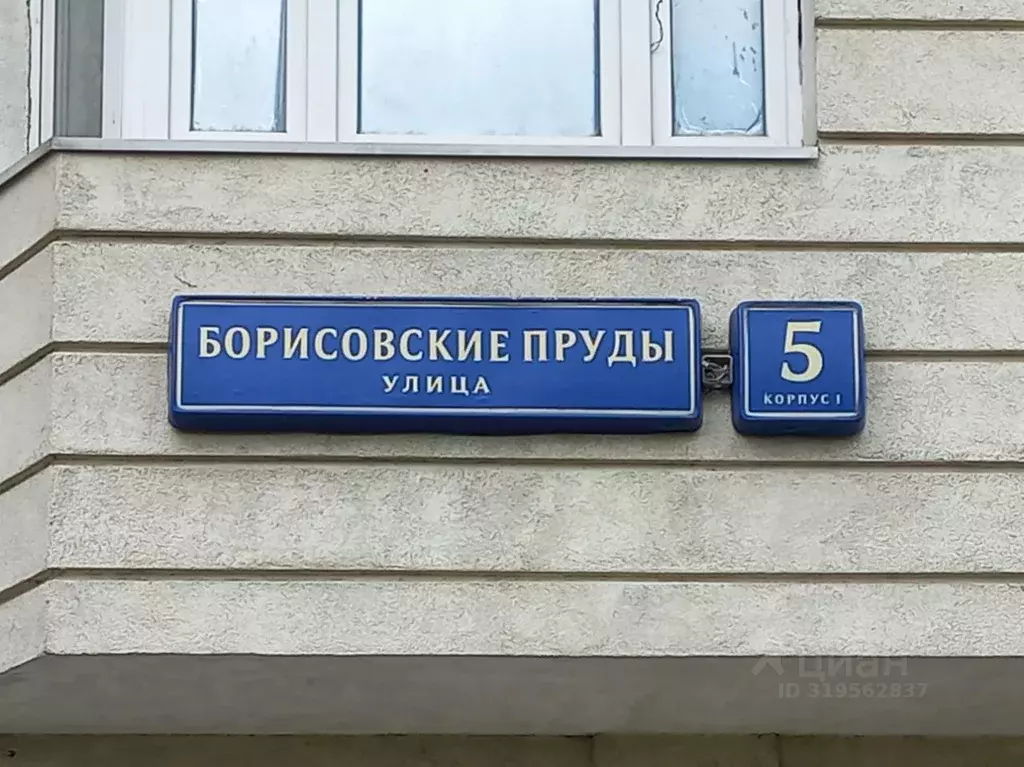 БОРИСОВСКИЕ ПРУДЫ
УЛИЦА
5
КОРПУС 1
циан
ID 319562837